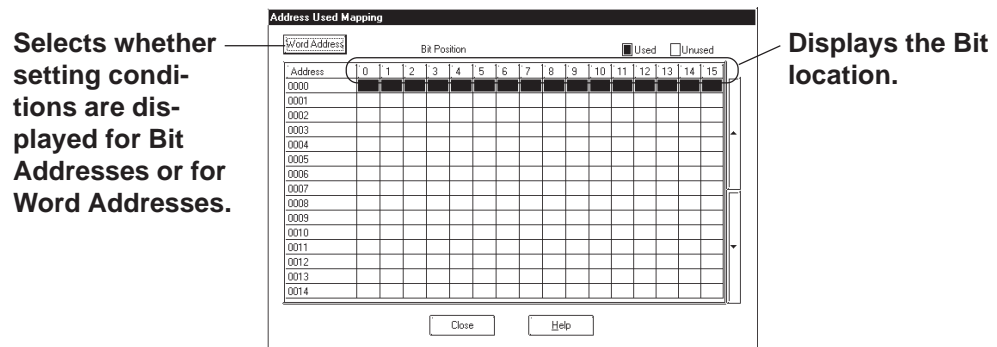 Address Used Mapping
Selects whether
setting condi-
tions are dis-
played for Bit
Addresses or for
Word Addresses.
Word Address
Bit Position
Used
Unused
Address 0 1 2 3 4 5 6 7 8 9 10 11 12 13 14 15
0000
0001
0002
0003
0004
0005
0006
0007
0008
0009
0010
0011
0012
0013
0014
Close
Help
Displays the Bit
location.